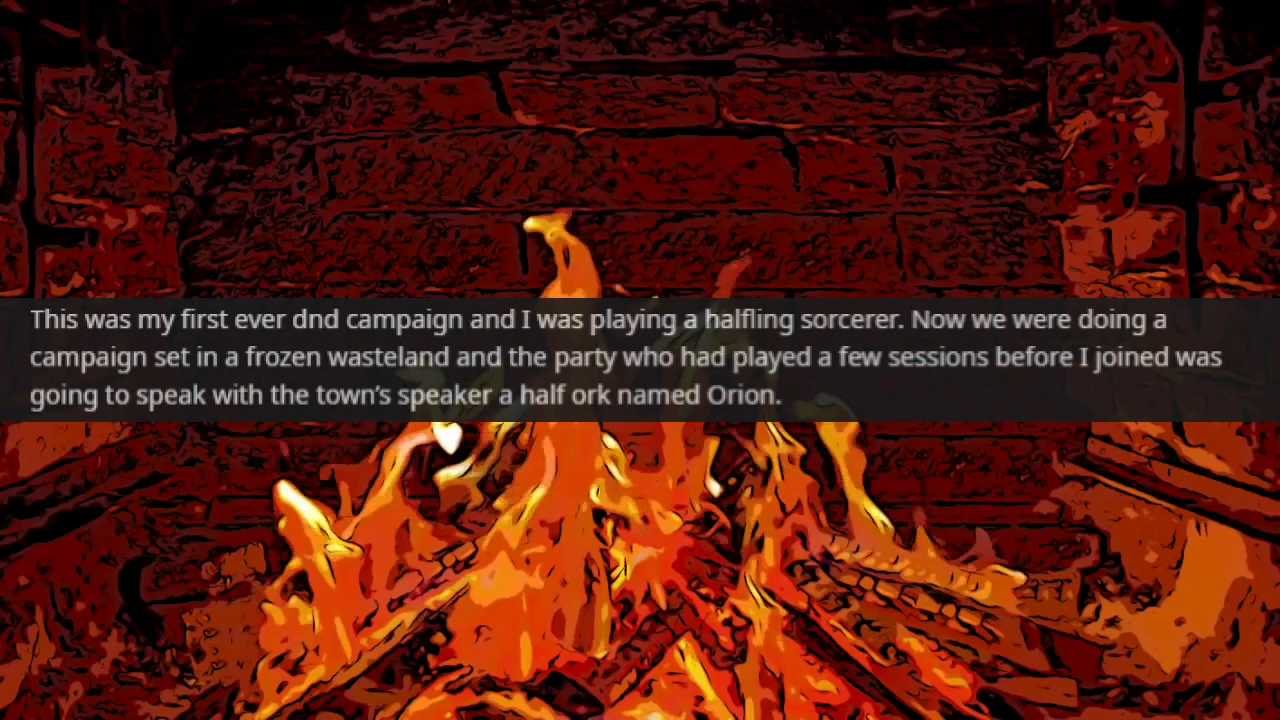 This was my first ever dnd campaign and I was playing a halfling sorcerer. Now we were doing a
campaign set in a frozen wasteland and the party who had played a few sessions before I joined was
going to speak with the town’s speaker a half ork named Orion.